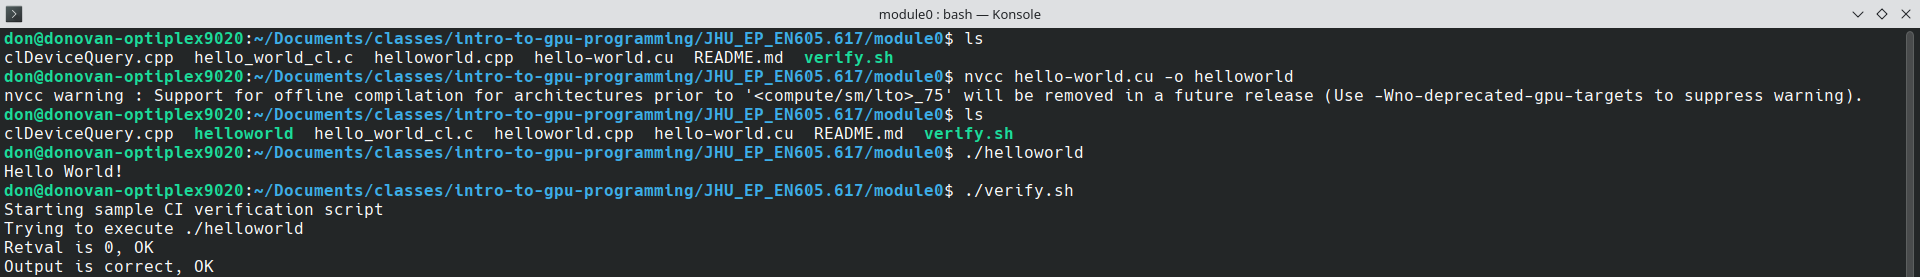 module0 : bash — Konsole
don@donovan-optiplex9020:~/Documents/classes/intro-to-gpu-programming/JHU_EP_EN605.617/module0$ ls
clDeviceQuery.cpp  hello_world_cl.c  helloworld.cpp  hello-world.cu  README.md  verify.sh
don@donovan-optiplex9020:~/Documents/classes/intro-to-gpu-programming/JHU_EP_EN605.617/module0$ nvcc hello-world.cu -o helloworld
nvcc warning : Support for offline compilation for architectures prior to '<compute/sm/lto>_75' will be removed in a future release (Use -Wno-deprecated-gpu-targets to suppress warning).
don@donovan-optiplex9020:~/Documents/classes/intro-to-gpu-programming/JHU_EP_EN605.617/module0$ ls
clDeviceQuery.cpp  helloworld  hello_world_cl.c  helloworld.cpp  hello-world.cu  README.md  verify.sh
don@donovan-optiplex9020:~/Documents/classes/intro-to-gpu-programming/JHU_EP_EN605.617/module0$ ./helloworld
Hello World!
don@donovan-optiplex9020:~/Documents/classes/intro-to-gpu-programming/JHU_EP_EN605.617/module0$ ./verify.sh
Starting sample CI verification script
Trying to execute ./helloworld
Retval is 0, OK
Output is correct, OK